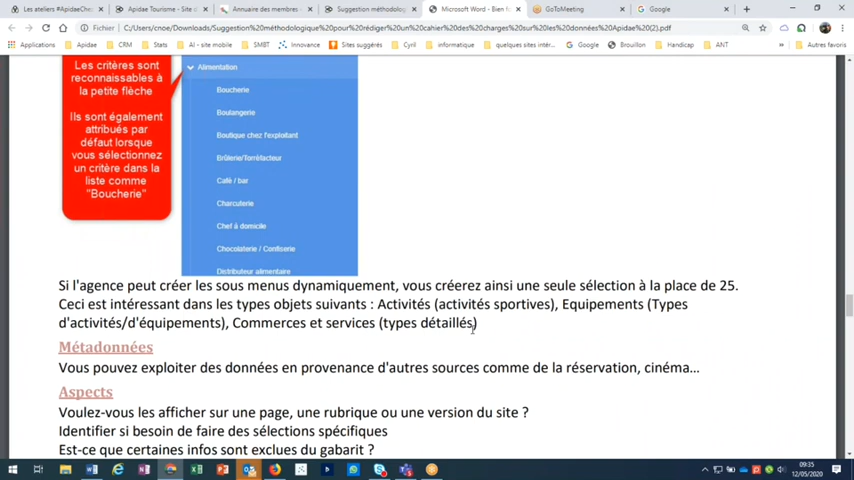 Les ateliers #ApidaeChe
Apidae Tourisme - Site d
Annuaire des membres
Suggestion méthodologi
Microsoft Word - Bien f
GoToMeeting
Google
Fichier
C:/Users/cnoe/Downloads/Suggestion%20méthodologique%20pour%20rédiger%20un%20cahier%20des%20charges%20sur%20les%20données%20Apidae%20(2).pdf
Apidae
CRM
Stats
AI - site mobile
SMBT
Innovance
Sites suggérés
Cyril
informatique
quelques sites intér...
Brouillon
Handicap
ANT
Autres favoris
Les critères sont
reconnaissables à
la petite flèche
Ils sont également
attribués par
défaut lorsque
vous sélectionnez
un critère dans la
liste comme
"Boucherie"
Alimentation
Boucherie
Boulangerie
Boutique chez l'exploitant
Brûlerie/Torréfacteur
Café / bar
Charcuterie
Chef à domicile
Chocolaterie / Confiserie
Distributeur alimentaire
Si l'agence peut créer les sous menus dynamiquement, vous créerez ainsi une seule sélection à la place de 25.
Ceci est intéressant dans les types objets suivants : Activités (activités sportives), Equipements (Types
d'activités/d'équipements), Commerces et services (types détaillés)
Métadonnées
Vous pouvez exploiter des données en provenance d'autres sources comme de la réservation, cinéma...
Aspects
Voulez-vous les afficher sur une page, une rubrique ou une version du site ?
Identifier si besoin de faire des sélections spécifiques
Est-ce que certaines infos sont exclues du gabarit ?
09:35
12/05/2020